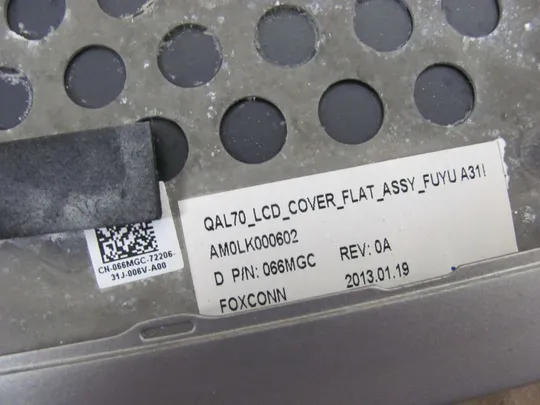 QAL70_LCD_COVER_FLAT_ASSY_FUYU A31!
AM0LK000602
D P/N: 066MGC REV: 0A
FOXCONN 2013.01.19
CN-066MGC-72206-
31J-006V-A00